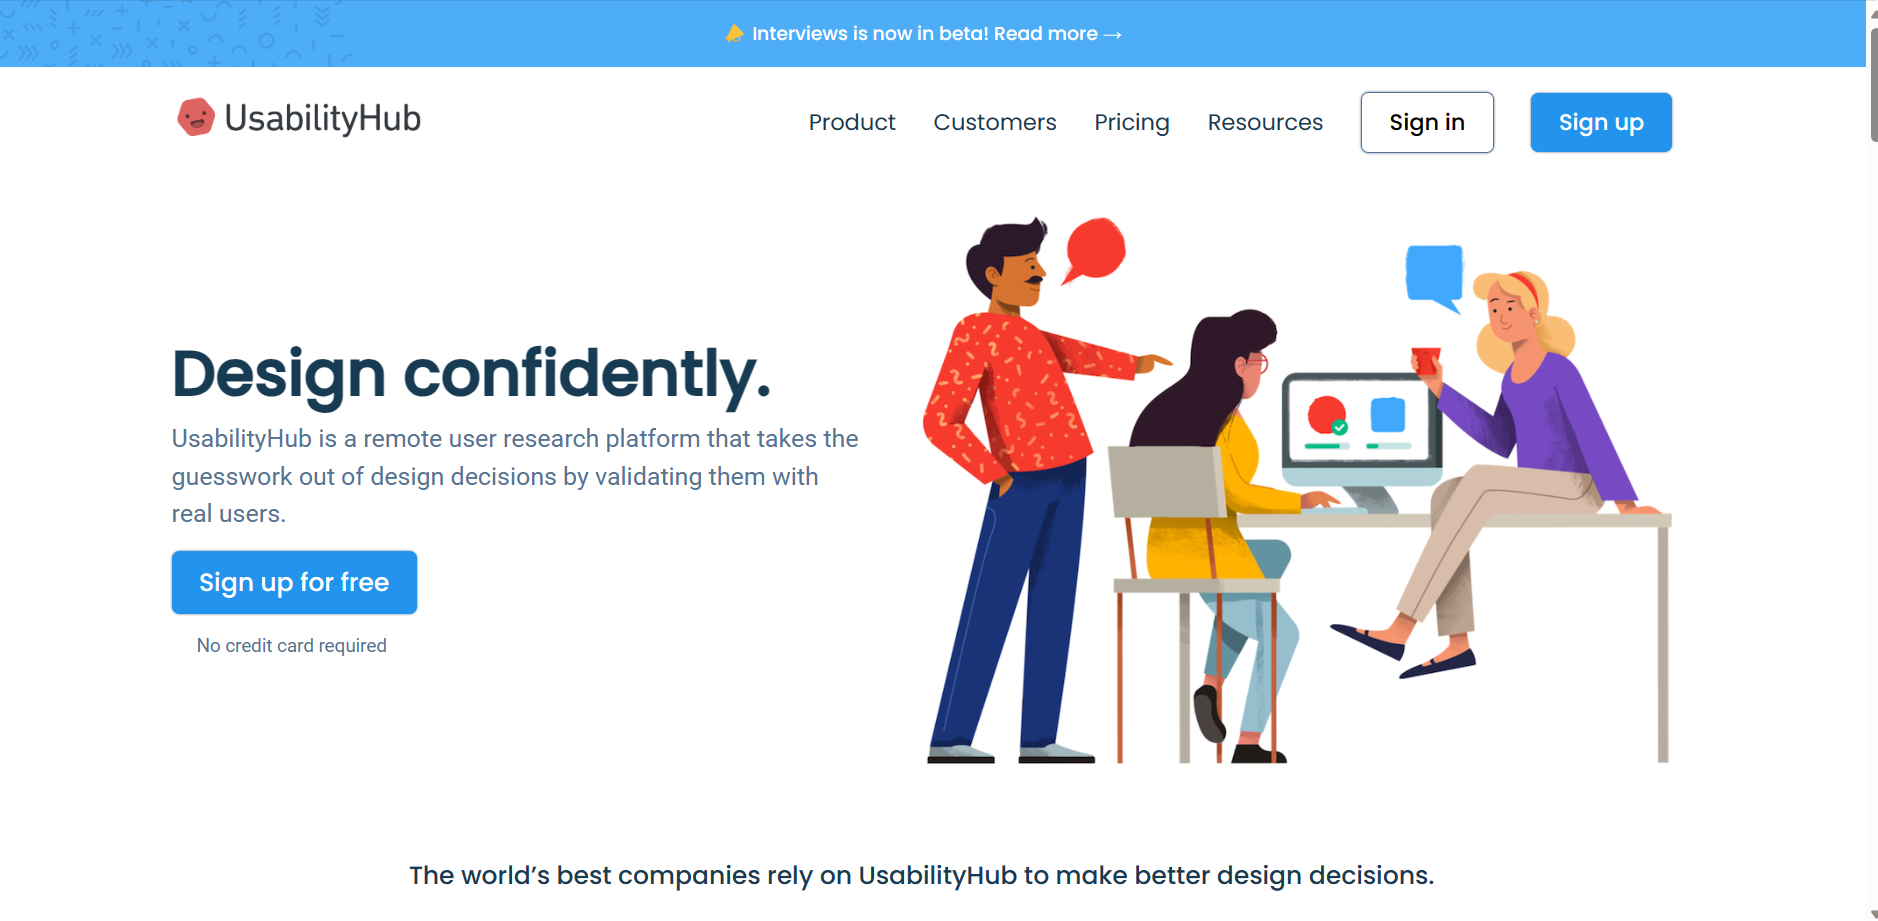 Interviews is now in beta! Read more →
UsabilityHub
Product
Customers
Pricing
Resources
Sign in
Sign up
Design confidently.
UsabilityHub is a remote user research platform that takes the
guesswork out of design decisions by validating them with
real users.
Sign up for free
No credit card required
The world’s best companies rely on UsabilityHub to make better design decisions.